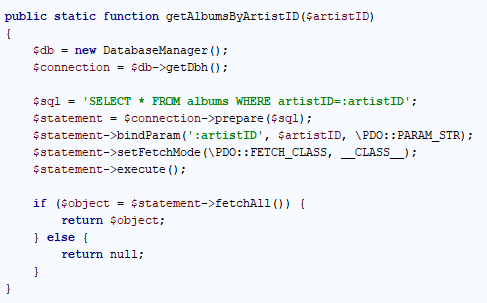 public static function getAlbumsByArtistID($artistID)
{
    $db = new DatabaseManager();
    $connection = $db->getDbh();

    $sql = 'SELECT * FROM albums WHERE artistID=:artistID';
    $statement = $connection->prepare($sql);
    $statement->bindParam(':artistID', $artistID, \PDO::PARAM_STR);
    $statement->setFetchMode(\PDO::FETCH_CLASS, __CLASS__);
    $statement->execute();

    if ($object = $statement->fetchAll()) {
        return $object;
    } else {
        return null;
    }
}